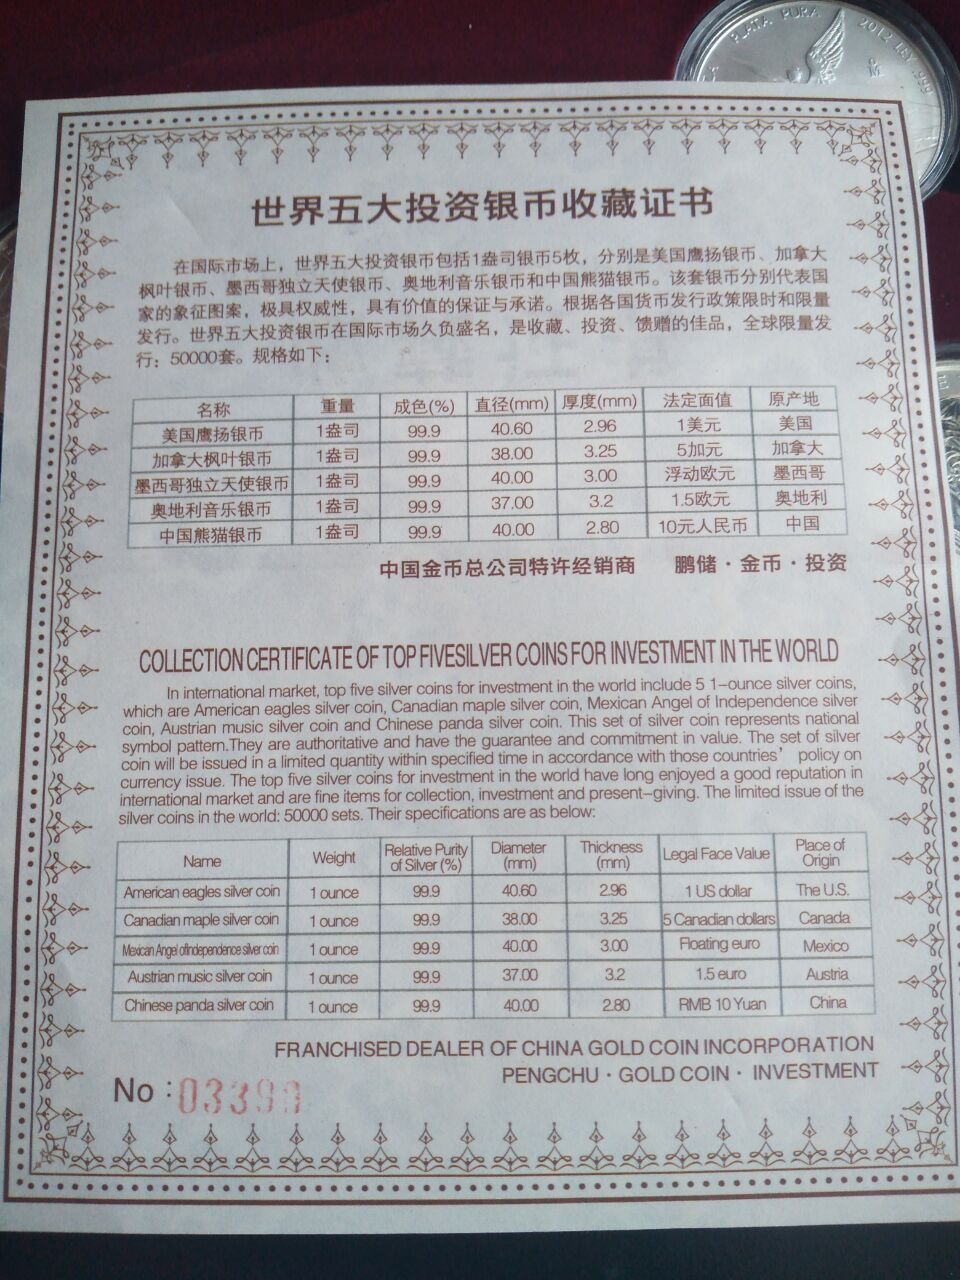 PLATA PURA 2012 LEY .999
世界五大投资银币收藏证书
在国际市场上，世界五大投资银币包括1盎司银币5枚，分别是美国鹰扬银币、加拿大
枫叶银币、墨西哥独立天使银币、奥地利音乐银币和中国熊猫银币。该套银币分别代表国
家的象征图案，极具权威性，具有价值的保证与承诺。根据各国货币发行政策限时和限量
发行。世界五大投资银币在国际市场久负盛名，是收藏、投资、馈赠的佳品，全球限量发
行：50000套。规格如下：
名称 重量 成色(%) 直径(mm) 厚度(mm) 法定面值 原产地
美国鹰扬银币 1盎司 99.9 40.60 2.96 1美元 美国
加拿大枫叶银币 1盎司 99.9 38.00 3.25 5加元 加拿大
墨西哥独立天使银币 1盎司 99.9 40.00 3.00 浮动欧元 墨西哥
奥地利音乐银币 1盎司 99.9 37.00 3.2 1.5欧元 奥地利
中国熊猫银币 1盎司 99.9 40.00 2.80 10元人民币 中国
中国金币总公司特许经销商 鹏储·金币·投资
COLLECTION CERTIFICATE OF TOP FIVESILVER COINS FOR INVESTMENT IN THE WORLD
In international market, top five silver coins for investment in the world include 5 1-ounce silver coins,
which are American eagles silver coin, Canadian maple silver coin, Mexican Angel of Independence silver
coin, Austrian music silver coin and Chinese panda silver coin. This set of silver coin represents national
symbol pattern.They are authoritative and have the guarantee and commitment in value. The set of silver
coin will be issued in a limited quantity within specified time in accordance with those countries' policy on
currency issue. The top five silver coins for investment in the world have long enjoyed a good reputation in
international market and are fine items for collection, investment and present-giving. The limited issue of the
silver coins in the world: 50000 sets. Their specifications are as below:
Name Weight Relative Purity of Silver (%) Diameter (mm) Thickness (mm) Legal Face Value Place of Origin
American eagles silver coin 1 ounce 99.9 40.60 2.96 1 US dollar The U.S.
Canadian maple silver coin 1 ounce 99.9 38.00 3.25 5 Canadian dollars Canada
Mexican Angel ofindependence silver coin 1 ounce 99.9 40.00 3.00 Floating euro Mexico
Austrian music silver coin 1 ounce 99.9 37.00 3.2 1.5 euro Austria
Chinese panda silver coin 1 ounce 99.9 40.00 2.80 RMB 10 Yuan China
FRANCHISED DEALER OF CHINA GOLD COIN INCORPORATION
PENGCHU · GOLD COIN · INVESTMENT
No : 03399